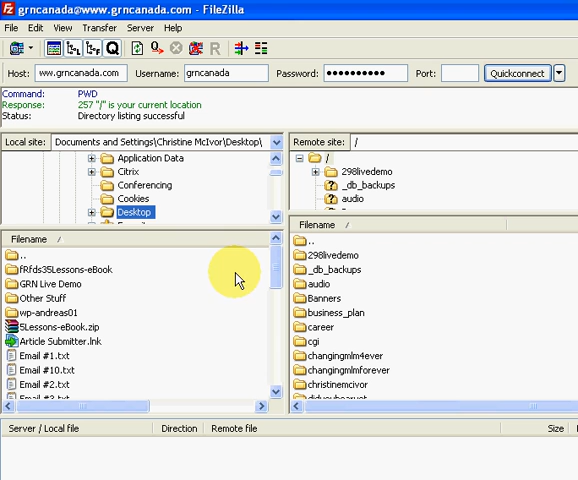 grncanada@www.grncanada.com - FileZilla
File Edit View Transfer Server Help
Host: ww.grncanada.com Username: grncanada Password: ●●●●●●●●●● Port: Quickconnect
Command: PWD
Response: 257 "/" is your current location
Status: Directory listing successful
Local site: Documents and Settings\Christine McIvor\Desktop\
Remote site: /
Application Data
Citrix
Conferencing
Cookies
Desktop
/
298livedemo
_db_backups
audio
Filename /
..
fRfds35Lessons-eBook
GRN Live Demo
Other Stuff
wp-andreas01
5Lessons-eBook.zip
Article Submitter.lnk
Email #1.txt
Email #10.txt
Email #2.txt
Email #3.txt
Filename /
..
298livedemo
_db_backups
audio
Banners
business_plan
career
cgi
changingmlm4ever
changingmlmforever
christinemcivor
Server / Local file Direction Remote file Size